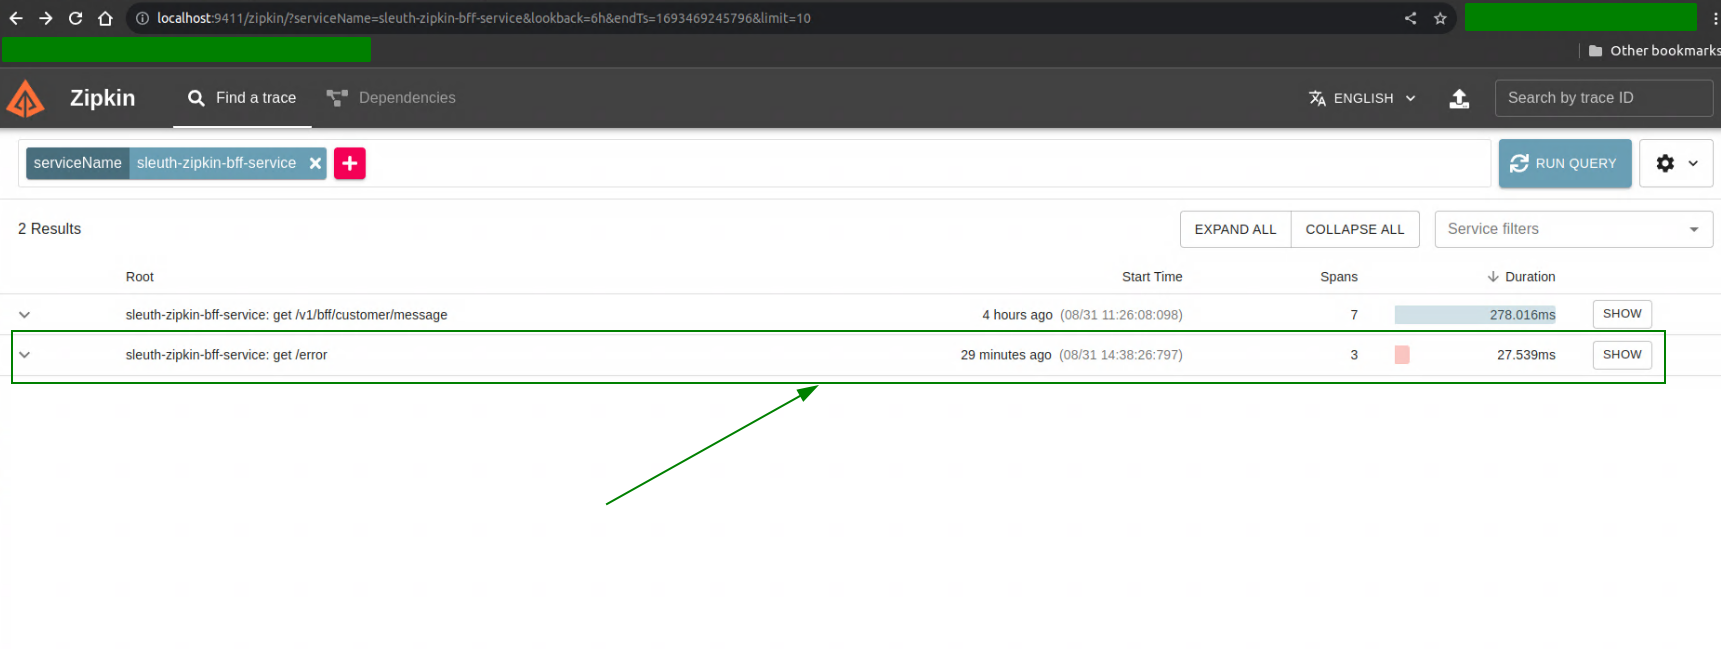 localhost:9411/zipkin/?serviceName=sleuth-zipkin-bff-service&lookback=6h&endTs=1693469245796&limit=10
Other bookmarks
Zipkin Find a trace Dependencies ENGLISH Search by trace ID
serviceName sleuth-zipkin-bff-service RUN QUERY
2 Results EXPAND ALL COLLAPSE ALL Service filters
Root Start Time Spans Duration
sleuth-zipkin-bff-service: get /v1/bff/customer/message 4 hours ago (08/31 11:26:08:098) 7 278.016ms SHOW
sleuth-zipkin-bff-service: get /error 29 minutes ago (08/31 14:38:26:797) 3 27.539ms SHOW